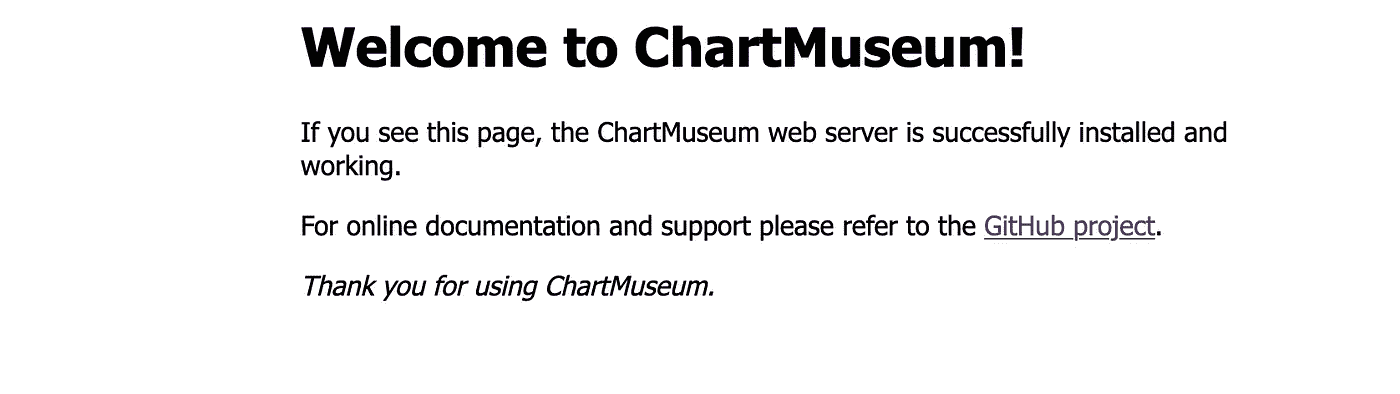 Welcome to ChartMuseum!
If you see this page, the ChartMuseum web server is successfully installed and
working.
For online documentation and support please refer to the GitHub project.
Thank you for using ChartMuseum.